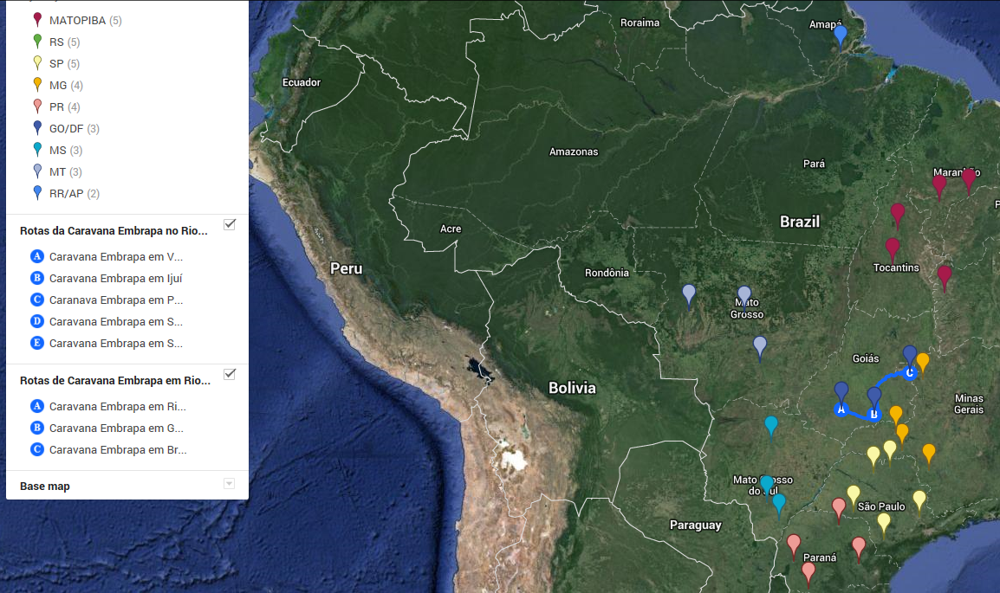 MATOPIBA (5)
RS (5)
SP (5)
MG (4)
PR (4)
GO/DF (3)
MS (3)
MT (3)
RR/AP (2)
Rotas da Caravana Embrapa no Rio...
A Caravana Embrapa em V...
B Caravana Embrapa em Ijuí
C Caravana Embrapa em P...
D Caravana Embrapa em S...
E Caravana Embrapa em S...
Rotas de Caravana Embrapa em Rio...
A Caravana Embrapa em Ri...
B Caravana Embrapa em G...
C Caravana Embrapa em Br...
Base map
Roraima
Amapá
Ecuador
Amazonas
Pará
Maranhão
Brazil
Acre
Peru
Rondônia
Tocantins
Mato
Grosso
Goiás
C
Bolivia
Minas
Gerais
A
B
Mato Grosso
do Sul
São Paulo
Paraguay
Paraná